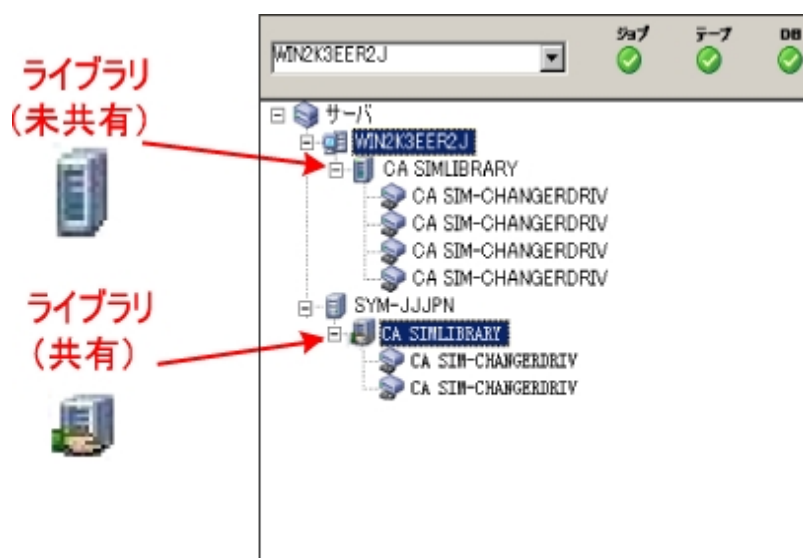 ジョブ テープ DB
WIN2K3EER2J
ライブラリ
(未共有)
サーバ
WIN2K3EER2J
CA SIMLIBRARY
CA SIM-CHANGERDRIV
CA SIM-CHANGERDRIV
CA SIM-CHANGERDRIV
CA SIM-CHANGERDRIV
ライブラリ
(共有)
SYM-JJJPN
CA SIMLIBRARY
CA SIM-CHANGERDRIV
CA SIM-CHANGERDRIV